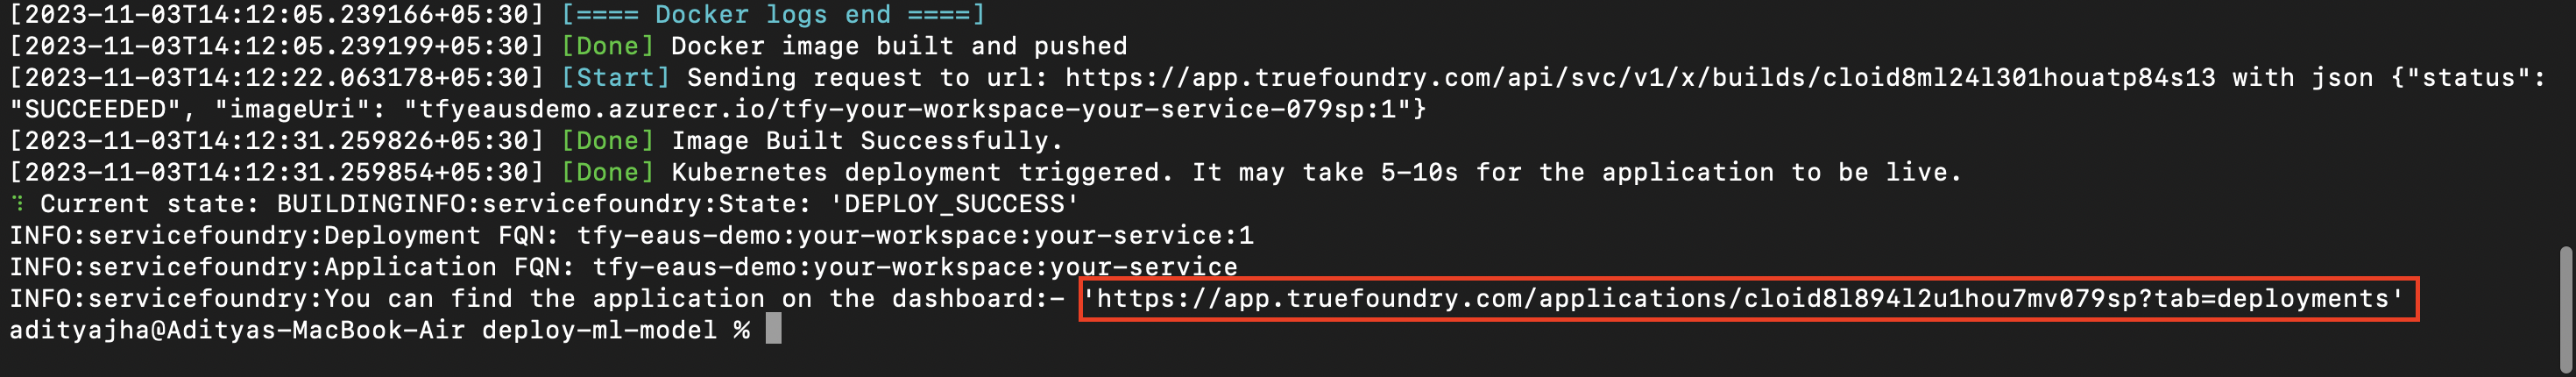 [2023-11-03T14:12:05.239166+05:30] [==== Docker logs end ====]
[2023-11-03T14:12:05.239199+05:30] [Done] Docker image built and pushed
[2023-11-03T14:12:22.063178+05:30] [Start] Sending request to url: https://app.truefoundry.com/api/svc/v1/x/builds/cloid8ml24l301houatp84s13 with json {"status":
"SUCCEEDED", "imageUri": "tfyeausdemo.azurecr.io/tfy-your-workspace-your-service-079sp:1"}
[2023-11-03T14:12:31.259826+05:30] [Done] Image Built Successfully.
[2023-11-03T14:12:31.259854+05:30] [Done] Kubernetes deployment triggered. It may take 5-10s for the application to be live.
⠹ Current state: BUILDINGINFO:servicefoundry:State: 'DEPLOY_SUCCESS'
INFO:servicefoundry:Deployment FQN: tfy-eaus-demo:your-workspace:your-service:1
INFO:servicefoundry:Application FQN: tfy-eaus-demo:your-workspace:your-service
INFO:servicefoundry:You can find the application on the dashboard:- 'https://app.truefoundry.com/applications/cloid8l894l2u1hou7mv079sp?tab=deployments'
adityajha@Adityas-MacBook-Air deploy-ml-model %